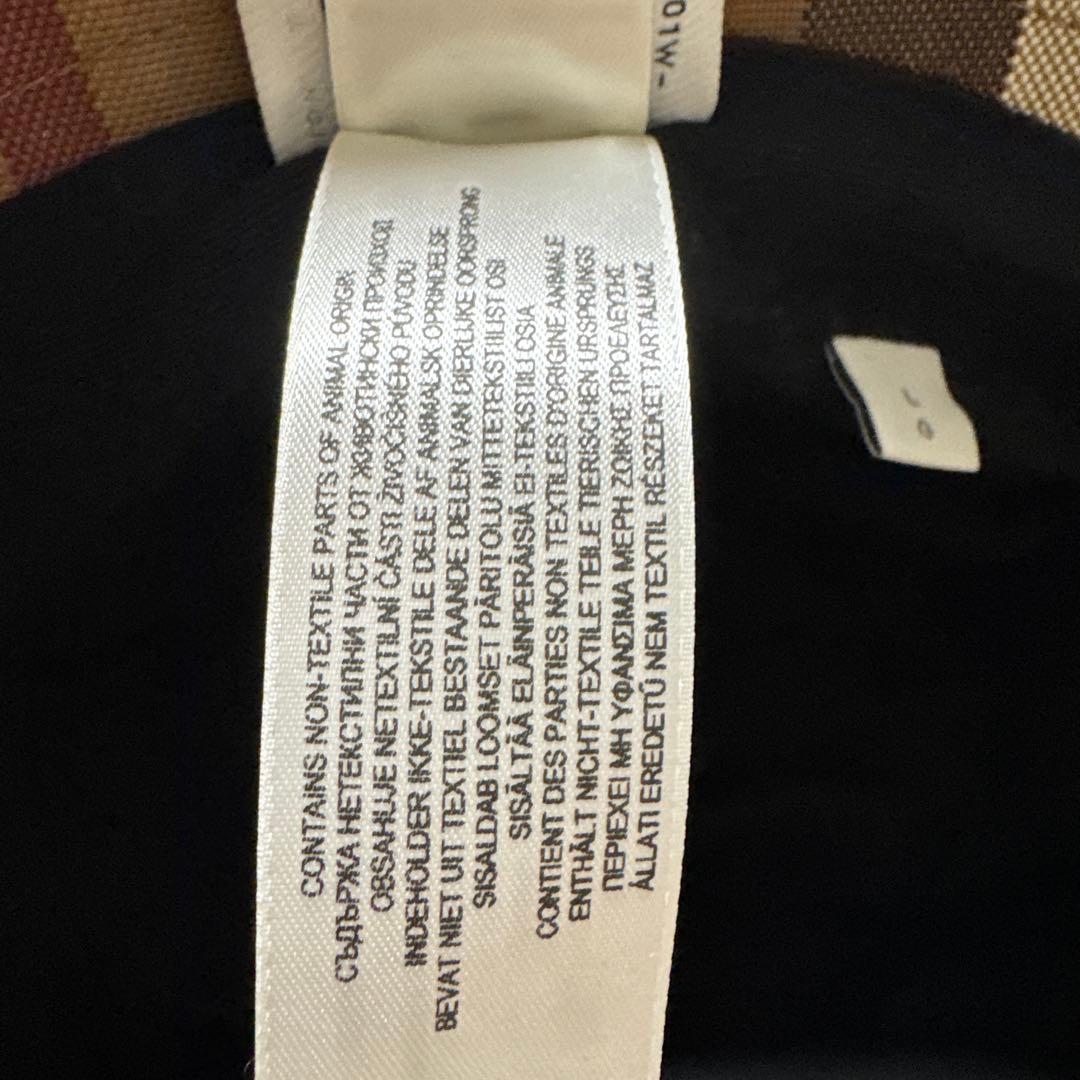 01W-
CONTAINS NON-TEXTILE PARTS OF ANIMAL ORIGIN
СЪДЪРЖА НЕТЕКСТИЛНИ ЧАСТИ ОТ ЖИВОТИНСКИ ПРОИЗХОД
OBSAHUJE NETEXTILNÍ ČÁSTI ŽIVOČIŠNÉHO PŮVODU
INDEHOLDER IKKE-TEKSTILE DELE AF ANIMALSK OPRINDELSE
BEVAT NIET UIT TEXTIEL BESTAANDE DELEN VAN DIERLIJKE OORSPRONG
SISALDAB LOOMSET PÄRITOLU MITTETEKSTIILIST OSI
SISÄLTÄÄ ELÄINPERÄISIÄ EI-TEKSTIILIOSIA
CONTIENT DES PARTIES NON TEXTILES D'ORIGINE ANIMALE
ENTHÄLT NICHT-TEXTILE TEILE TIERISCHEN URSPRUNGS
ΠΕΡΙΕΧΕΙ ΜΗ ΥΦΑΝΣΙΜΑ ΜΕΡΗ ΖΩΙΚΗΣ ΠΡΟΕΛΕΥΣΗΣ
ÁLLATI EREDETŰ NEM TEXTIL RÉSZEKET TARTALMAZ